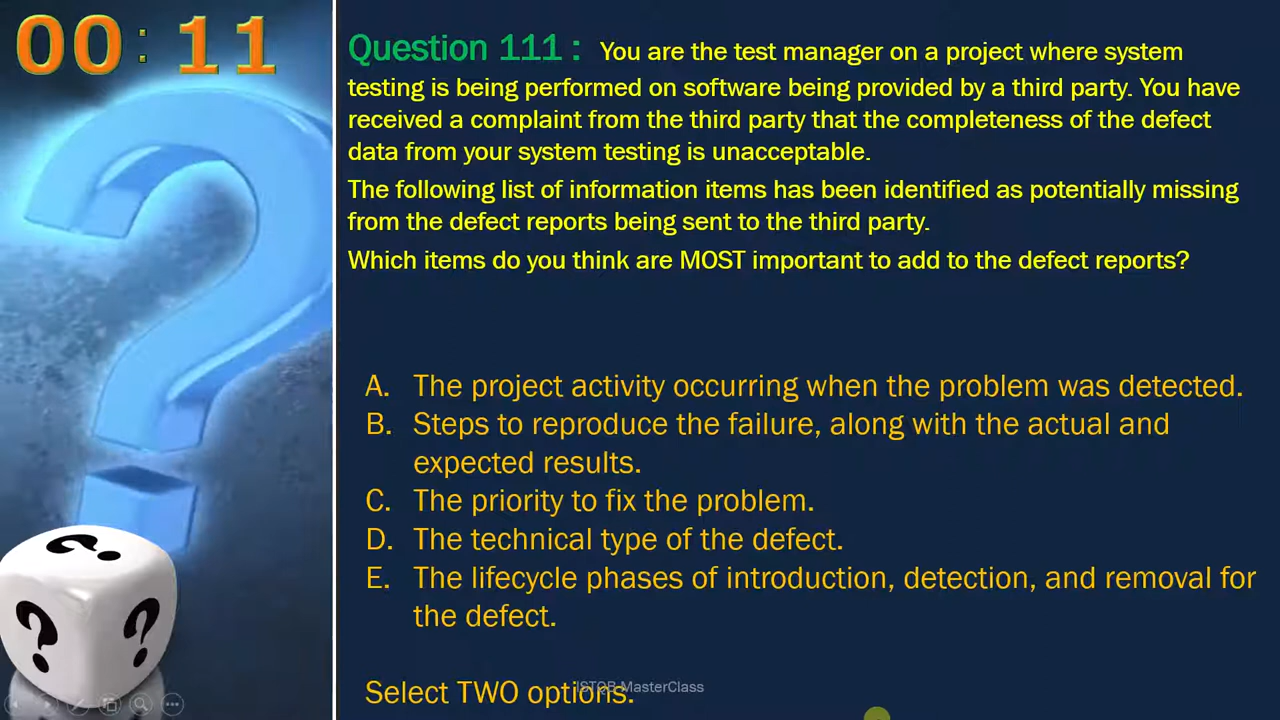 00:11
Question 111 : You are the test manager on a project where system
testing is being performed on software being provided by a third party. You have
received a complaint from the third party that the completeness of the defect
data from your system testing is unacceptable.
The following list of information items has been identified as potentially missing
from the defect reports being sent to the third party.
Which items do you think are MOST important to add to the defect reports?
A. The project activity occurring when the problem was detected.
B. Steps to reproduce the failure, along with the actual and
expected results.
C. The priority to fix the problem.
D. The technical type of the defect.
E. The lifecycle phases of introduction, detection, and removal for
the defect.
Select TWO options.
ISTQB MasterClass